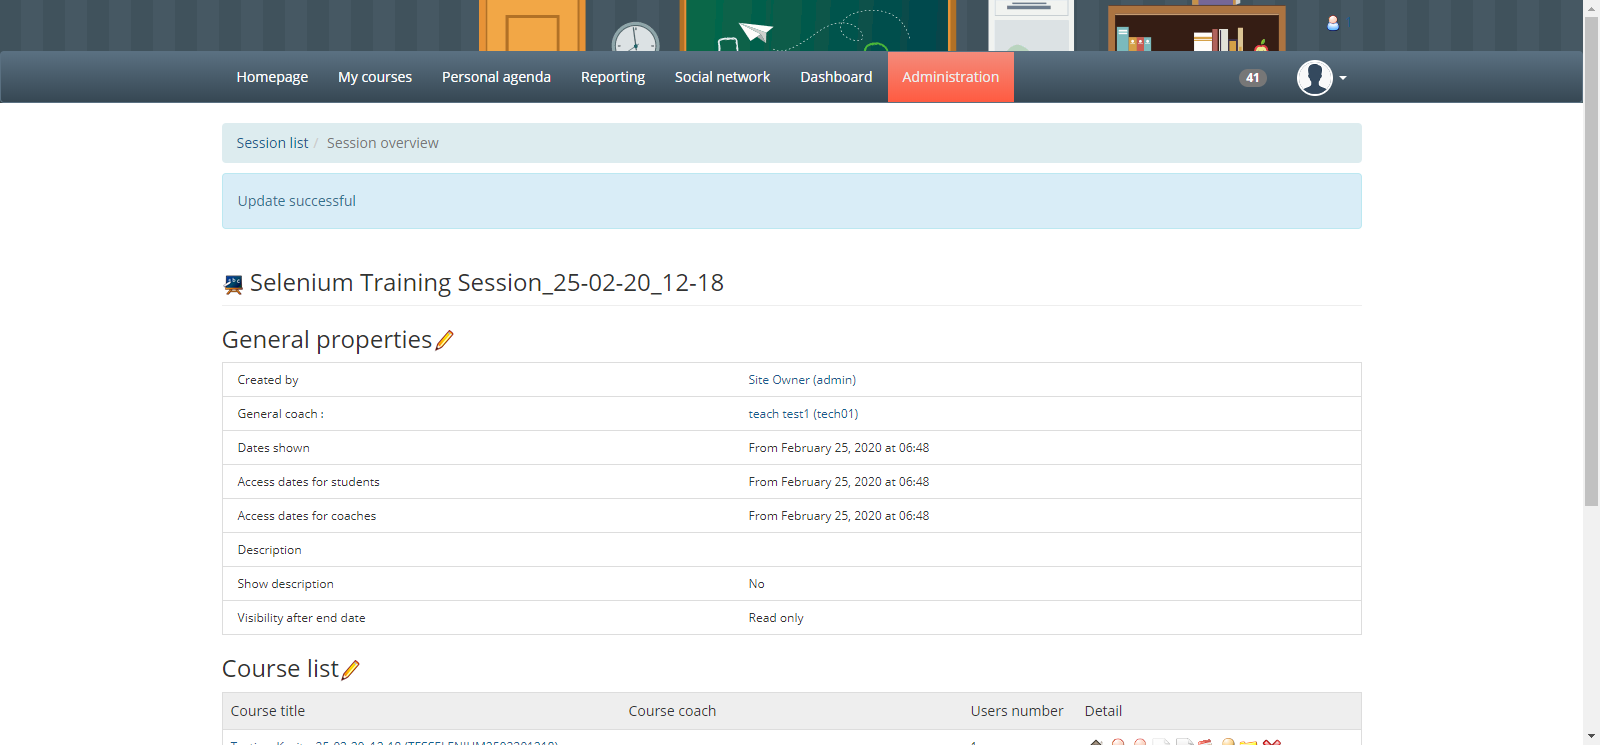 Homepage My courses Personal agenda Reporting Social network Dashboard Administration 41
Session list / Session overview
Update successful
Selenium Training Session_25-02-20_12-18
General properties
Created by Site Owner (admin)
General coach : teach test1 (tech01)
Dates shown From February 25, 2020 at 06:48
Access dates for students From February 25, 2020 at 06:48
Access dates for coaches From February 25, 2020 at 06:48
Description
Show description No
Visibility after end date Read only
Course list
Course title Course coach Users number Detail